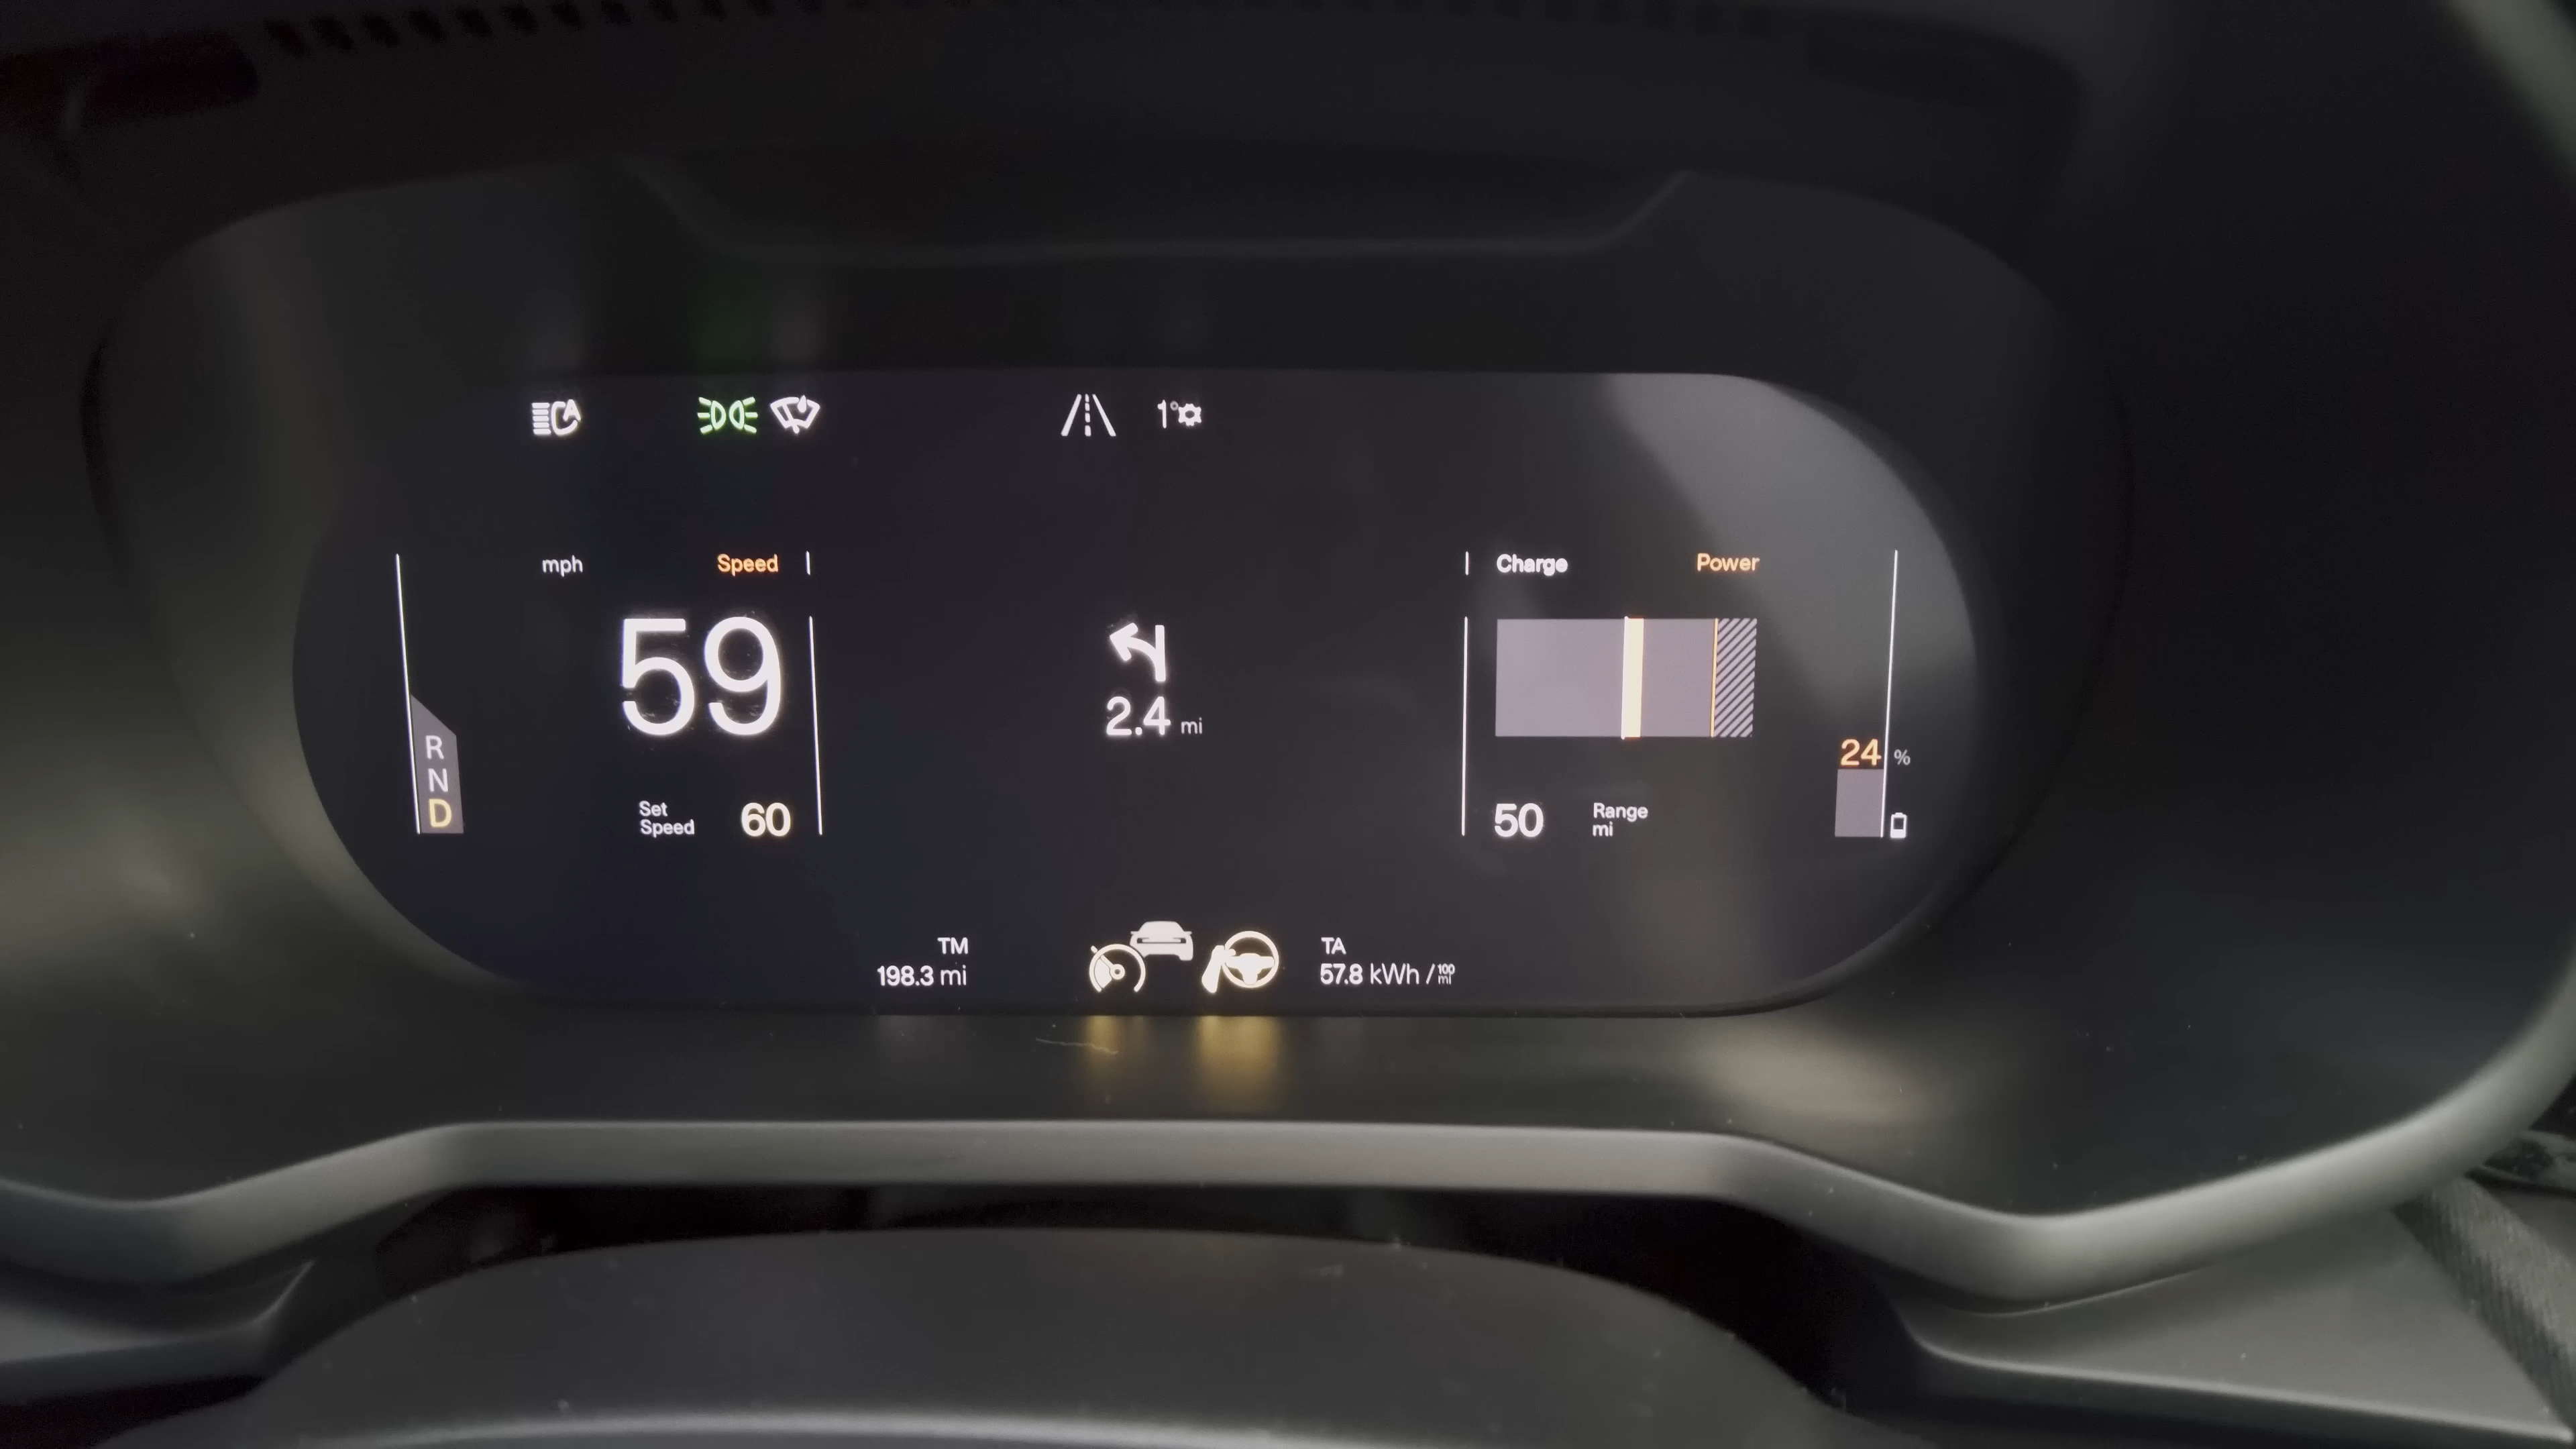 1°
mph Speed
59
Set
Speed 60
R
N
D
2.4 mi
Charge Power
50 Range
mi
24 %
TM
198.3 mi
TA
57.8 kWh / 100 mi